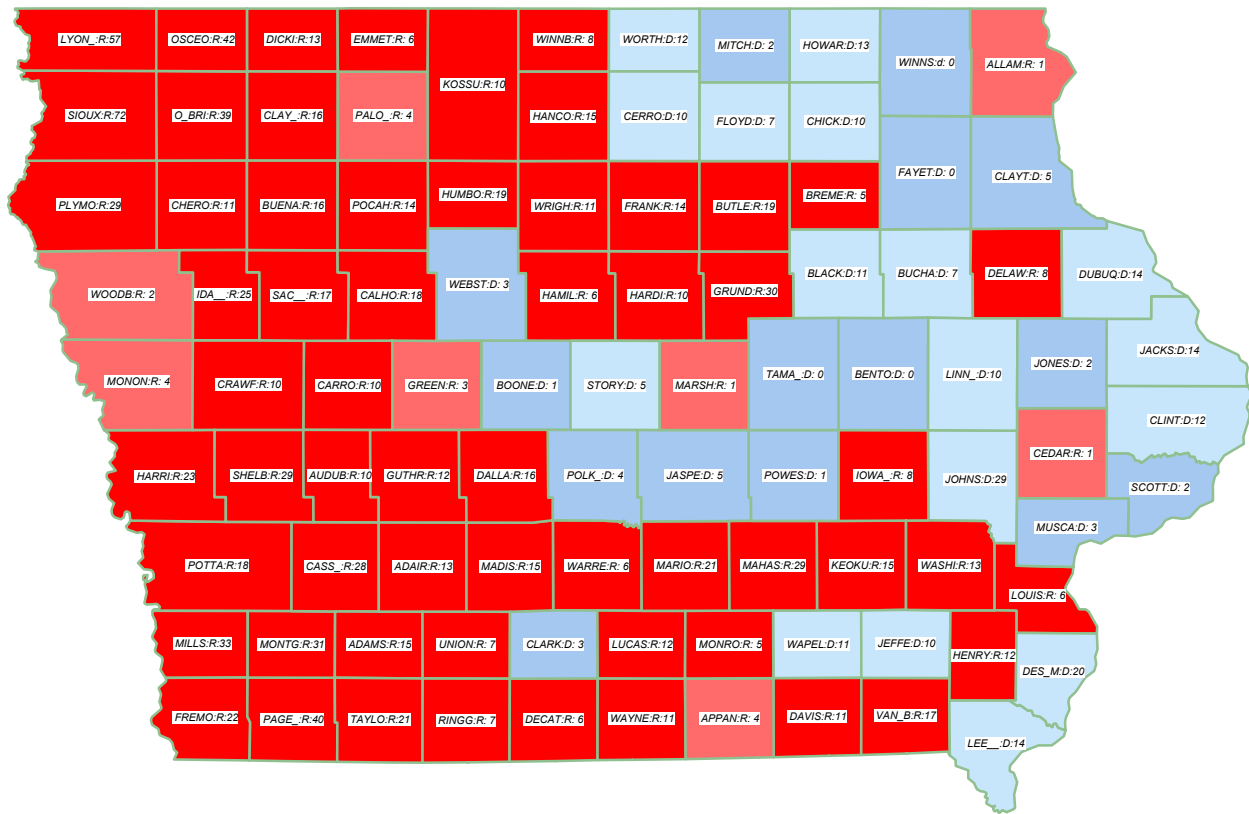 LYON_:R:57
OSCEO:R:42
DICKI:R:13
EMMET:R: 6
KOSSU:R:10
WINNB:R: 8
WORTH:D:12
MITCH:D: 2
HOWAR:D:13
WINNS:d: 0
ALLAM:R: 1
SIOUX:R:72
O_BRI:R:39
CLAY_:R:16
PALO_:R: 4
HANCO:R:15
CERRO:D:10
FLOYD:D: 7
CHICK:D:10
PLYMO:R:29
CHERO:R:11
BUENA:R:16
POCAH:R:14
HUMBO:R:19
WRIGH:R:11
FRANK:R:14
BUTLE:R:19
BREME:R: 5
FAYET:D: 0
CLAYT:D: 5
WOODB:R: 2
IDA__:R:25
SAC__:R:17
CALHO:R:18
WEBST:D: 3
HAMIL:R: 6
HARDI:R:10
GRUND:R:30
BLACK:D:11
BUCHA:D: 7
DELAW:R: 8
DUBUQ:D:14
MONON:R: 4
CRAWF:R:10
CARRO:R:10
GREEN:R: 3
BOONE:D: 1
STORY:D: 5
MARSH:R: 1
TAMA_:D: 0
BENTO:D: 0
LINN_:D:10
JONES:D: 2
JACKS:D:14
CLINT:D:12
HARRI:R:23
SHELB:R:29
AUDUB:R:10
GUTHR:R:12
DALLA:R:16
POLK_:D: 4
JASPE:D: 5
POWES:D: 1
IOWA_:R: 8
JOHNS:D:29
CEDAR:R: 1
SCOTT:D: 2
MUSCA:D: 3
POTTA:R:18
CASS_:R:28
ADAIR:R:13
MADIS:R:15
WARRE:R: 6
MARIO:R:21
MAHAS:R:29
KEOKU:R:15
WASHI:R:13
LOUIS:R: 6
MILLS:R:33
MONTG:R:31
ADAMS:R:15
UNION:R: 7
CLARK:D: 3
LUCAS:R:12
MONRO:R: 5
WAPEL:D:11
JEFFE:D:10
HENRY:R:12
DES_M:D:20
FREMO:R:22
PAGE_:R:40
TAYLO:R:21
RINGG:R: 7
DECAT:R: 6
WAYNE:R:11
APPAN:R: 4
DAVIS:R:11
VAN_B:R:17
LEE__:D:14